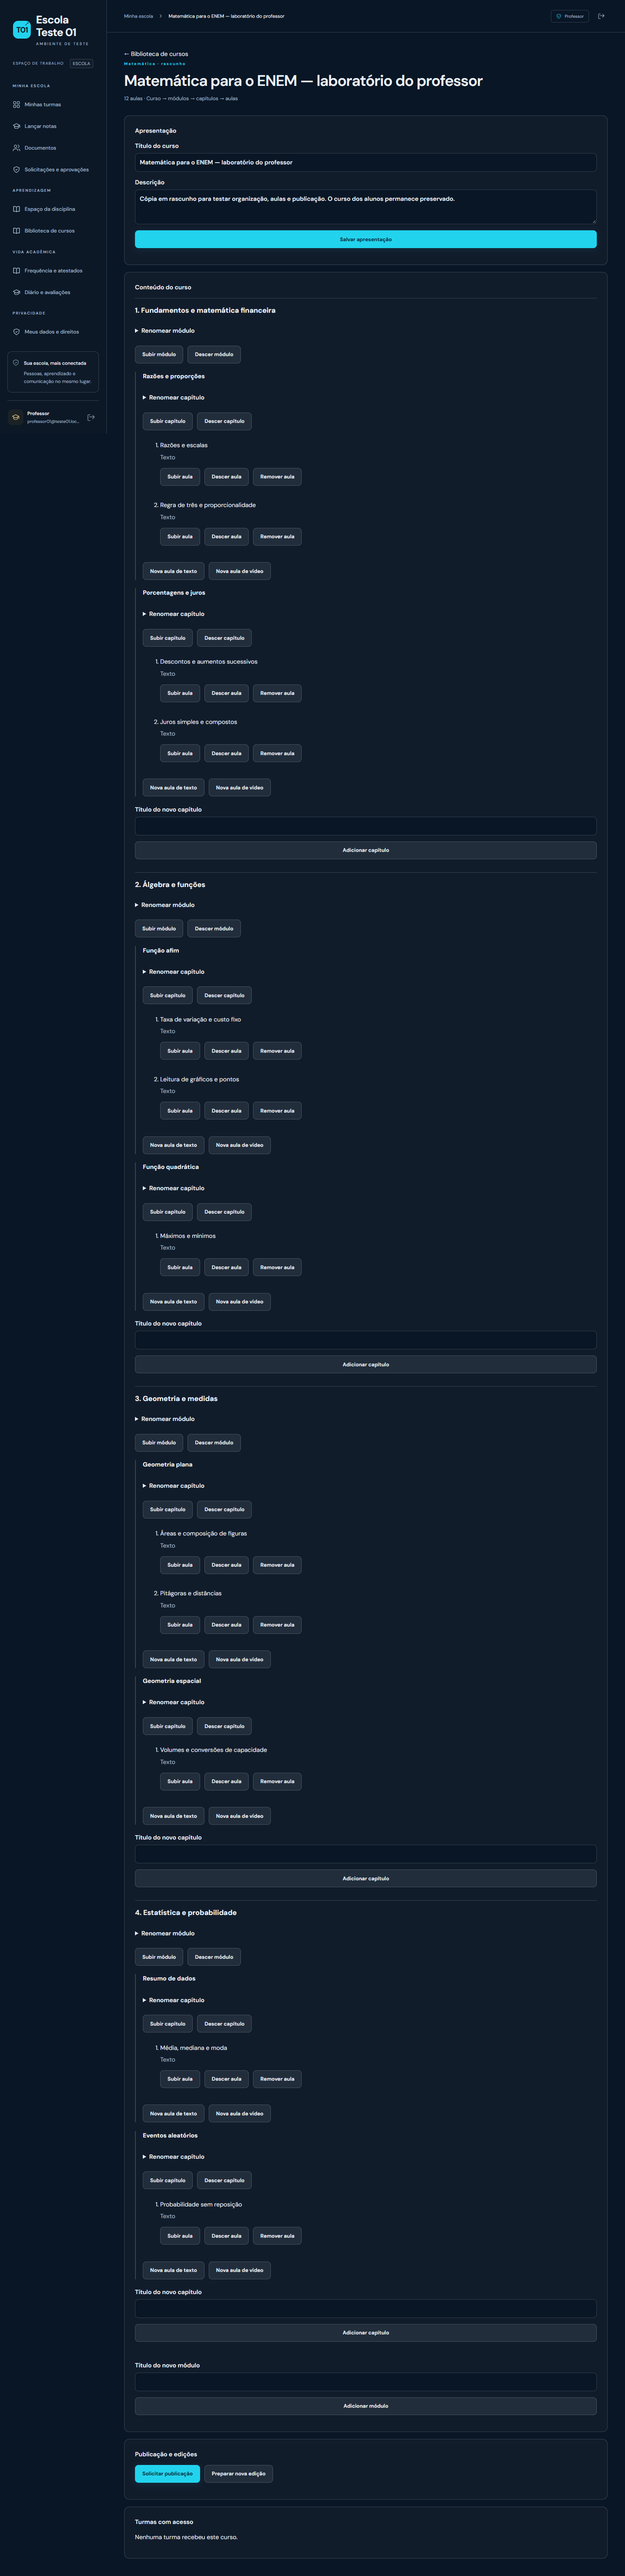 T01
Escola
Teste 01
AMBIENTE DE TESTE
ESPAÇO DE TRABALHO
ESCOLA
MINHA ESCOLA
Minhas turmas
Lançar notas
Documentos
Solicitações e aprovações
APRENDIZAGEM
Espaço da disciplina
Biblioteca de cursos
VIDA ACADÊMICA
Frequência e atestados
Diário e avaliações
PRIVACIDADE
Meus dados e direitos
Sua escola, mais conectada
Pessoas, aprendizado e
comunicação no mesmo lugar.
Professor
professor01@teste01.loc...
Minha escola > Matemática para o ENEM — laboratório do professor
Professor
← Biblioteca de cursos
Matemática · rascunho
Matemática para o ENEM — laboratório do professor
12 aulas · Curso → módulos → capítulos → aulas
Apresentação
Título do curso
Matemática para o ENEM — laboratório do professor
Descrição
Cópia em rascunho para testar organização, aulas e publicação. O curso dos alunos permanece preservado.
Salvar apresentação
Conteúdo do curso
1. Fundamentos e matemática financeira
▶ Renomear módulo
Subir módulo Descer módulo
Razões e proporções
▶ Renomear capítulo
Subir capítulo Descer capítulo
1. Razões e escalas
Texto
Subir aula Descer aula Remover aula
2. Regra de três e proporcionalidade
Texto
Subir aula Descer aula Remover aula
Nova aula de texto Nova aula de vídeo
Porcentagens e juros
▶ Renomear capítulo
Subir capítulo Descer capítulo
1. Descontos e aumentos sucessivos
Texto
Subir aula Descer aula Remover aula
2. Juros simples e compostos
Texto
Subir aula Descer aula Remover aula
Nova aula de texto Nova aula de vídeo
Título do novo capítulo
Adicionar capítulo
2. Álgebra e funções
▶ Renomear módulo
Subir módulo Descer módulo
Função afim
▶ Renomear capítulo
Subir capítulo Descer capítulo
1. Taxa de variação e custo fixo
Texto
Subir aula Descer aula Remover aula
2. Leitura de gráficos e pontos
Texto
Subir aula Descer aula Remover aula
Nova aula de texto Nova aula de vídeo
Função quadrática
▶ Renomear capítulo
Subir capítulo Descer capítulo
1. Máximos e mínimos
Texto
Subir aula Descer aula Remover aula
Nova aula de texto Nova aula de vídeo
Título do novo capítulo
Adicionar capítulo
3. Geometria e medidas
▶ Renomear módulo
Subir módulo Descer módulo
Geometria plana
▶ Renomear capítulo
Subir capítulo Descer capítulo
1. Áreas e composição de figuras
Texto
Subir aula Descer aula Remover aula
2. Pitágoras e distâncias
Texto
Subir aula Descer aula Remover aula
Nova aula de texto Nova aula de vídeo
Geometria espacial
▶ Renomear capítulo
Subir capítulo Descer capítulo
1. Volumes e conversões de capacidade
Texto
Subir aula Descer aula Remover aula
Nova aula de texto Nova aula de vídeo
Título do novo capítulo
Adicionar capítulo
4. Estatística e probabilidade
▶ Renomear módulo
Subir módulo Descer módulo
Resumo de dados
▶ Renomear capítulo
Subir capítulo Descer capítulo
1. Média, mediana e moda
Texto
Subir aula Descer aula Remover aula
Nova aula de texto Nova aula de vídeo
Eventos aleatórios
▶ Renomear capítulo
Subir capítulo Descer capítulo
1. Probabilidade sem reposição
Texto
Subir aula Descer aula Remover aula
Nova aula de texto Nova aula de vídeo
Título do novo capítulo
Adicionar capítulo
Título do novo módulo
Adicionar módulo
Publicação e edições
Solicitar publicação Preparar nova edição
Turmas com acesso
Nenhuma turma recebeu este curso.